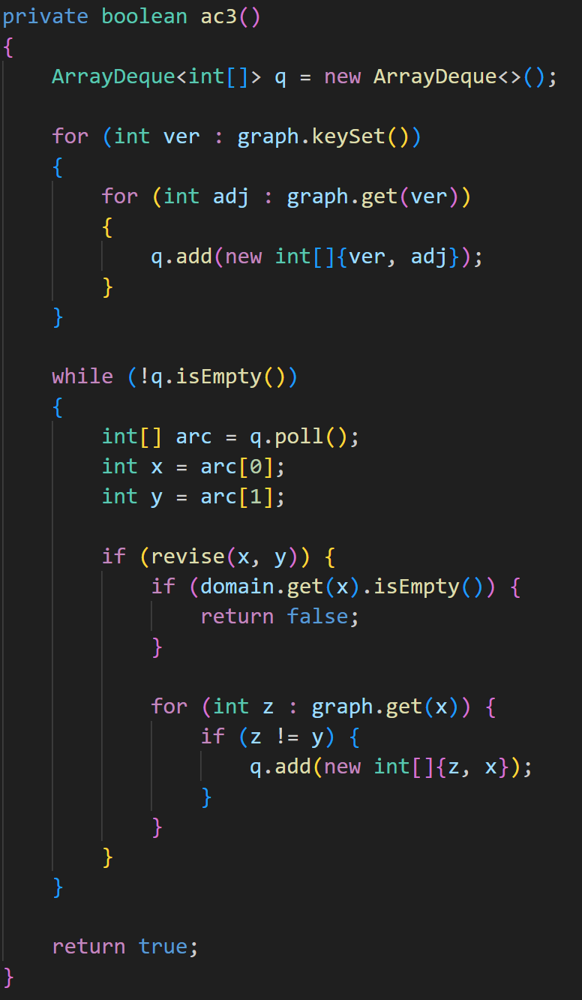 private boolean ac3()
{
    ArrayDeque<int[]> q = new ArrayDeque<>();

    for (int ver : graph.keySet())
    {
        for (int adj : graph.get(ver))
        {
            q.add(new int[]{ver, adj});
        }
    }

    while (!q.isEmpty())
    {
        int[] arc = q.poll();
        int x = arc[0];
        int y = arc[1];

        if (revise(x, y)) {
            if (domain.get(x).isEmpty()) {
                return false;
            }

            for (int z : graph.get(x)) {
                if (z != y) {
                    q.add(new int[]{z, x});
                }
            }
        }
    }

    return true;
}